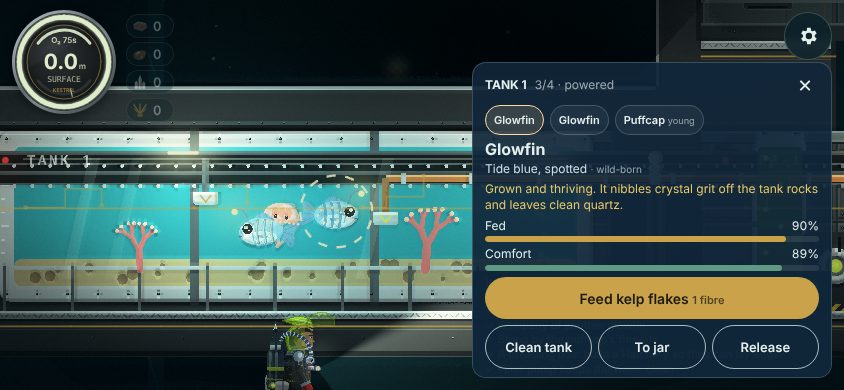 O₂ 75s
0.0 m
SURFACE
KESTREL
0
0
0
0
TANK 1
TANK 1 3/4 · powered
Glowfin Glowfin Puffcap young
Glowfin
Tide blue, spotted · wild-born
Grown and thriving. It nibbles crystal grit off the tank rocks
and leaves clean quartz.
Fed 90%
Comfort 89%
Feed kelp flakes 1 fibre
Clean tank To jar Release